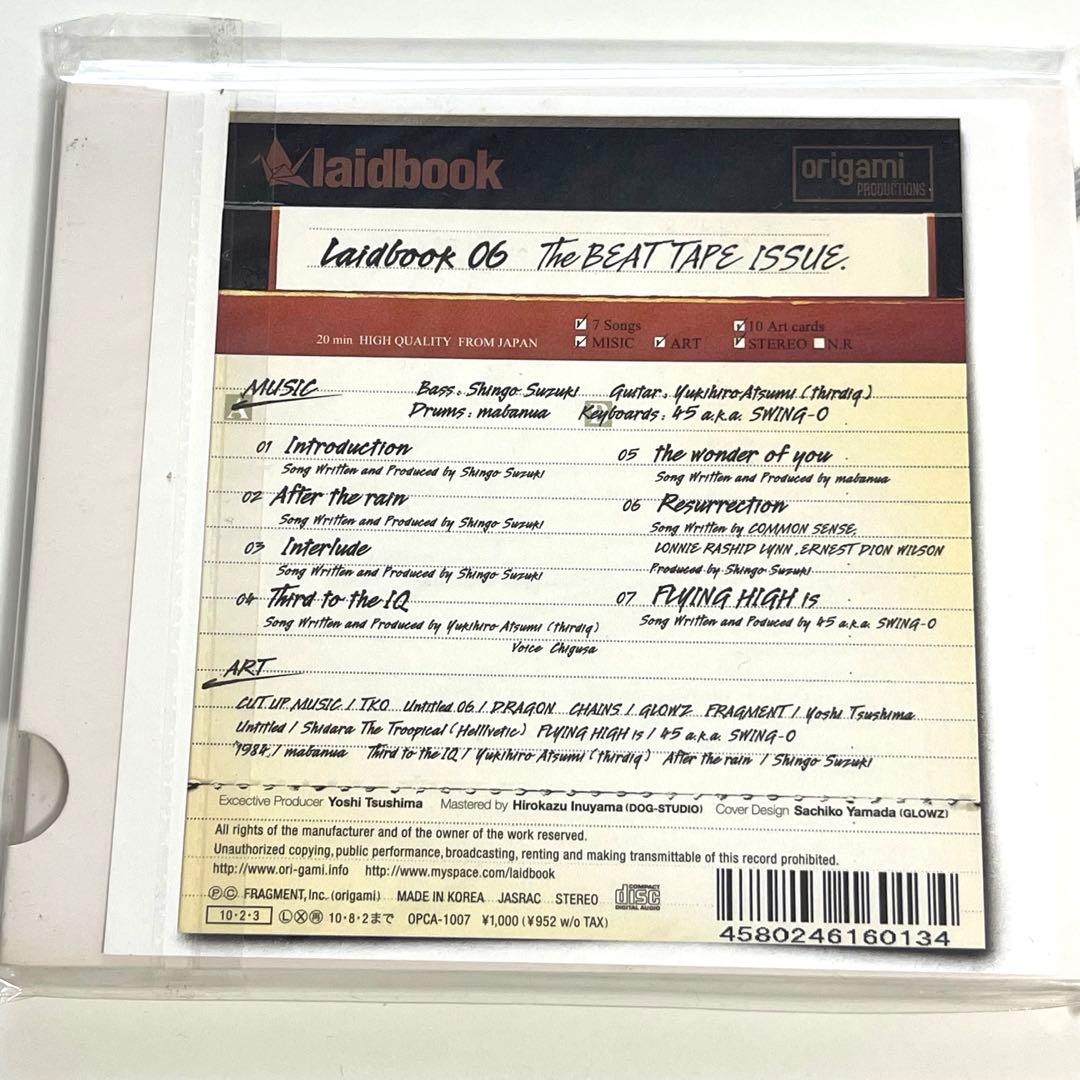 laidbook
origami
PRODUCTIONS
Laidbook 06 The BEAT TAPE ISSUE.
20 min HIGH QUALITY FROM JAPAN
7 Songs 10 Art cards
MISIC ART STEREO N.R
A MUSIC Bass : Shingo Suzuki Guitar : Yukihiro Atsumi (thirdiq)
Drums : mabanua Keyboards : 45 a.k.a. SWING-O
01 Introduction
Song Written and Produced by Shingo Suzuki
02 After the rain
Song Written and Produced by Shingo Suzuki
03 Interlude
Song Written and Produced by Shingo Suzuki
04 Third to the IQ
Song Written and Produced by Yukihiro Atsumi (thirdiq)
Voice Chigusa
05 the wonder of you
Song Written and Produced by mabanua
06 Resurrection
Song Written by COMMON SENSE,
LONNIE RASHID LYNN , ERNEST DION WILSON
Produced by Shingo Suzuki
07 FLYING HIGH is
Song Written and Poduced by 45 a.k.a. SWING-O
ART
CUT UP MUSIC / TKO Untitled 06 / DRAGON CHAINS / GLOWZ FRAGMENT / Yoshi Tsushima
Untitled / Shidara The Troopical (Helllvetic) FLYING HIGH is / 45 a.k.a. SWING-O
'1984 / mabanua Third to the IQ / Yukihiro Atsumi (thirdiq) After the rain / Shingo Suzuki
Excective Producer Yoshi Tsushima Mastered by Hirokazu Inuyama (DOG-STUDIO) Cover Design Sachiko Yamada (GLOWZ)
All rights of the manufacturer and of the owner of the work reserved.
Unauthorized copying, public performance, broadcasting, renting and making transmittable of this record prohibited.
http://www.ori-gami.info http://www.myspace.com/laidbook
Ⓟ© FRAGMENT, Inc. (origami) MADE IN KOREA JASRAC STEREO COMPACT disc DIGITAL AUDIO
10・2・3 Ⓛ Ⓧ 再 10・8・2まで OPCA-1007 ¥1,000 (¥952 w/o TAX)
4580246160134